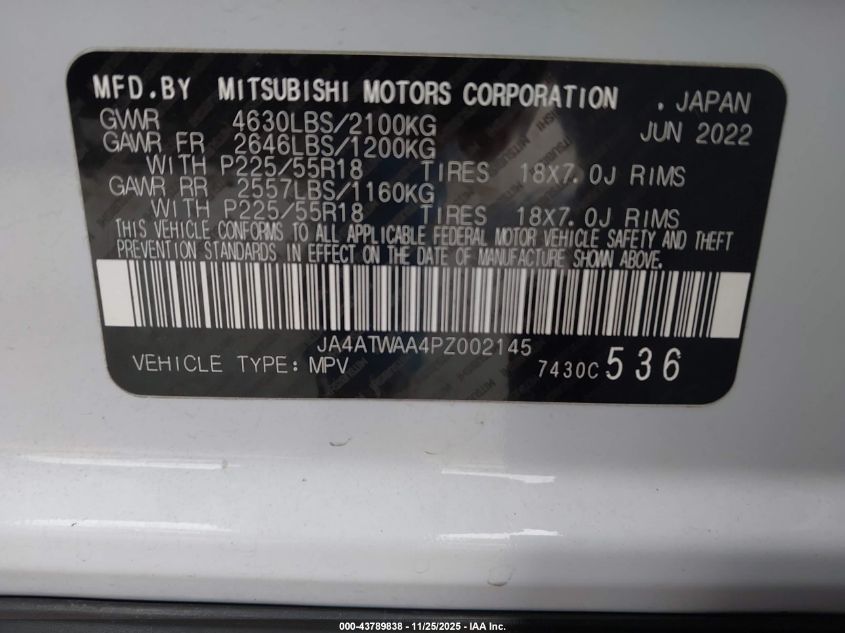 MFD.BY MITSUBISHI MOTORS CORPORATION . JAPAN
GWWR 4630LBS/2100KG JUN 2022
GAWR FR 2646LBS/1200KG
WITH P225/55R18 TIRES 18X7.0J RIMS
GAWR RR 2557LBS/1160KG
WITH P225/55R18 TIRES 18X7.0J RIMS
THIS VEHICLE CONFORMS TO ALL APPLICABLE FEDERAL MOTOR VEHICLE SAFETY AND THEFT
PREVENTION STANDARDS IN EFFECT ON THE DATE OF MANUFACTURE SHOWN ABOVE.
JA4ATWAA4PZ002145
VEHICLE TYPE: MPV 7430C 536
000-43789838 - 11/25/2025 - IAA Inc.